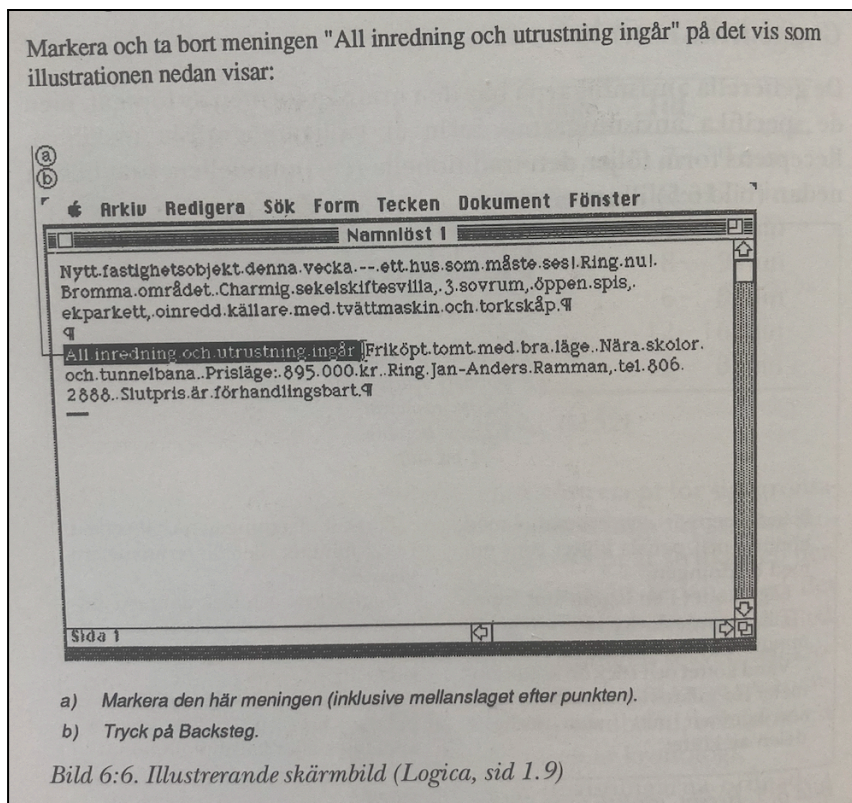 Markera och ta bort meningen "All inredning och utrustning ingår" på det vis som
illustrationen nedan visar:
a
b
Arkiv Redigera Sök Form Tecken Dokument Fönster
Namnlöst 1
Nytt.fastighetsobjekt.denna.vecka.--.ett.hus.som.måste.ses!.Ring.nu!.
Bromma.området..Charmig.sekelskiftesvilla,.3.sovrum,.öppen.spis,.
ekparkett,.oinredd.källare.med.tvättmaskin.och.torkskåp.¶
¶
All.inredning.och.utrustning.ingår. Friköpt.tomt.med.bra.läge..Nära.skolor.
och.tunnelbana..Prisläge:.895.000.kr..Ring.Jan-Anders.Ramman,.tel.806.
2888..Slutpris.är.förhandlingsbart.¶
Sida 1
a) Markera den här meningen (inklusive mellanslaget efter punkten).
b) Tryck på Backsteg.
Bild 6:6. Illustrerande skärmbild (Logica, sid 1.9)